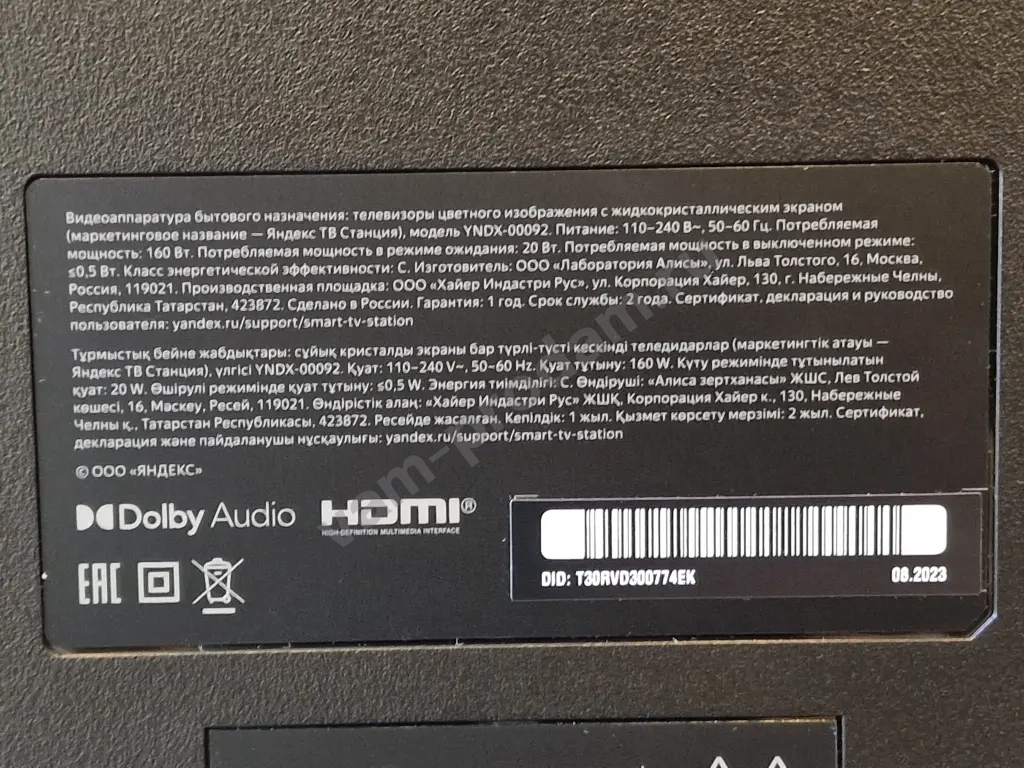 Видеоаппаратура бытового назначения: телевизоры цветного изображения с жидкокристаллическим экраном
(маркетинговое название — Яндекс ТВ Станция), модель YNDX-00092. Питание: 110–240 В~, 50–60 Гц. Потребляемая
мощность: 160 Вт. Потребляемая мощность в режиме ожидания: 20 Вт. Потребляемая мощность в выключенном режиме:
≤0,5 Вт. Класс энергетической эффективности: С. Изготовитель: ООО «Лаборатория Алиса», ул. Льва Толстого, 16, Москва,
Россия, 119021. Производственная площадка: ООО «Хайер Индастри Рус», ул. Корпорация Хайер, 130, г. Набережные Челны,
Республика Татарстан, 423872. Сделано в России. Гарантия: 1 год. Срок службы: 2 года. Сертификат, декларация и руководство
пользователя: yandex.ru/support/smart-tv-station
Тұрмыстық бейне жабдықтары: сұйық кристалды экраны бар түрлі-түсті кескінді теледидарлар (маркетингтік атауы —
Яндекс ТВ Станция), үлгісі YNDX-00092. Қуат: 110–240 V~, 50–60 Hz. Қуат тұтыну: 160 W. Күту режимінде тұтынылатын
қуат: 20 W. Өшірулі режимінде қуат тұтыну: ≤0,5 W. Энергия тиімділігі: С. Өндіруші: «Алиса зертханасы» ЖШС, Лев Толстой
көшесі, 16, Мәскеу, Ресей, 119021. Өндірістік алаң: «Хайер Индастри Рус» ЖШҚ, Корпорация Хайер к., 130, Набережные
Челны қ., Татарстан Республикасы, 423872. Ресейде жасалған. Кепілдік: 1 жыл. Қызмет көрсету мерзімі: 2 жыл. Сертификат,
декларация және пайдаланушы нұсқаулығы: yandex.ru/support/smart-tv-station
© ООО «ЯНДЕКС»
Dolby Audio HDMI®
HIGH-DEFINITION MULTIMEDIA INTERFACE
EAC
DID: T30RVD300774EK 08.2023